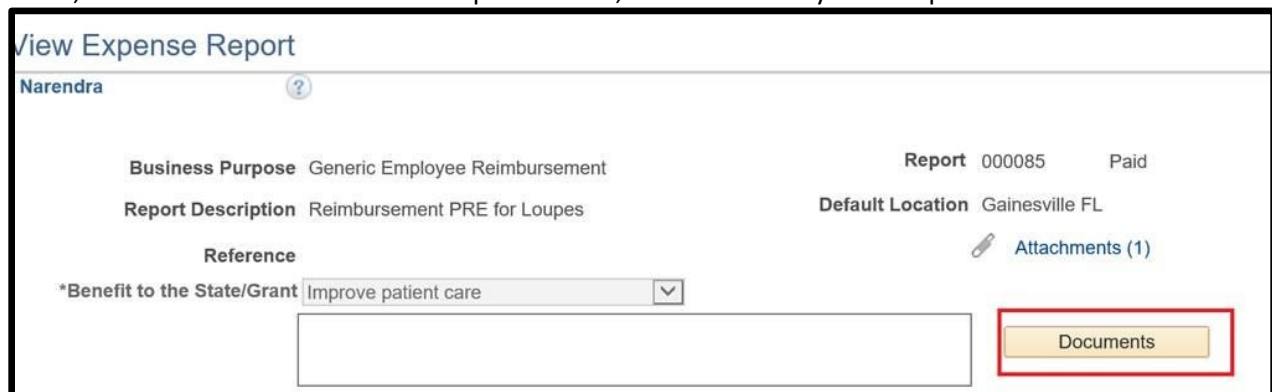 View Expense Report
Narendra ?
Business Purpose Generic Employee Reimbursement Report 000085 Paid
Report Description Reimbursement PRE for Loupes Default Location Gainesville FL
Reference Attachments (1)
*Benefit to the State/Grant Improve patient care
Documents